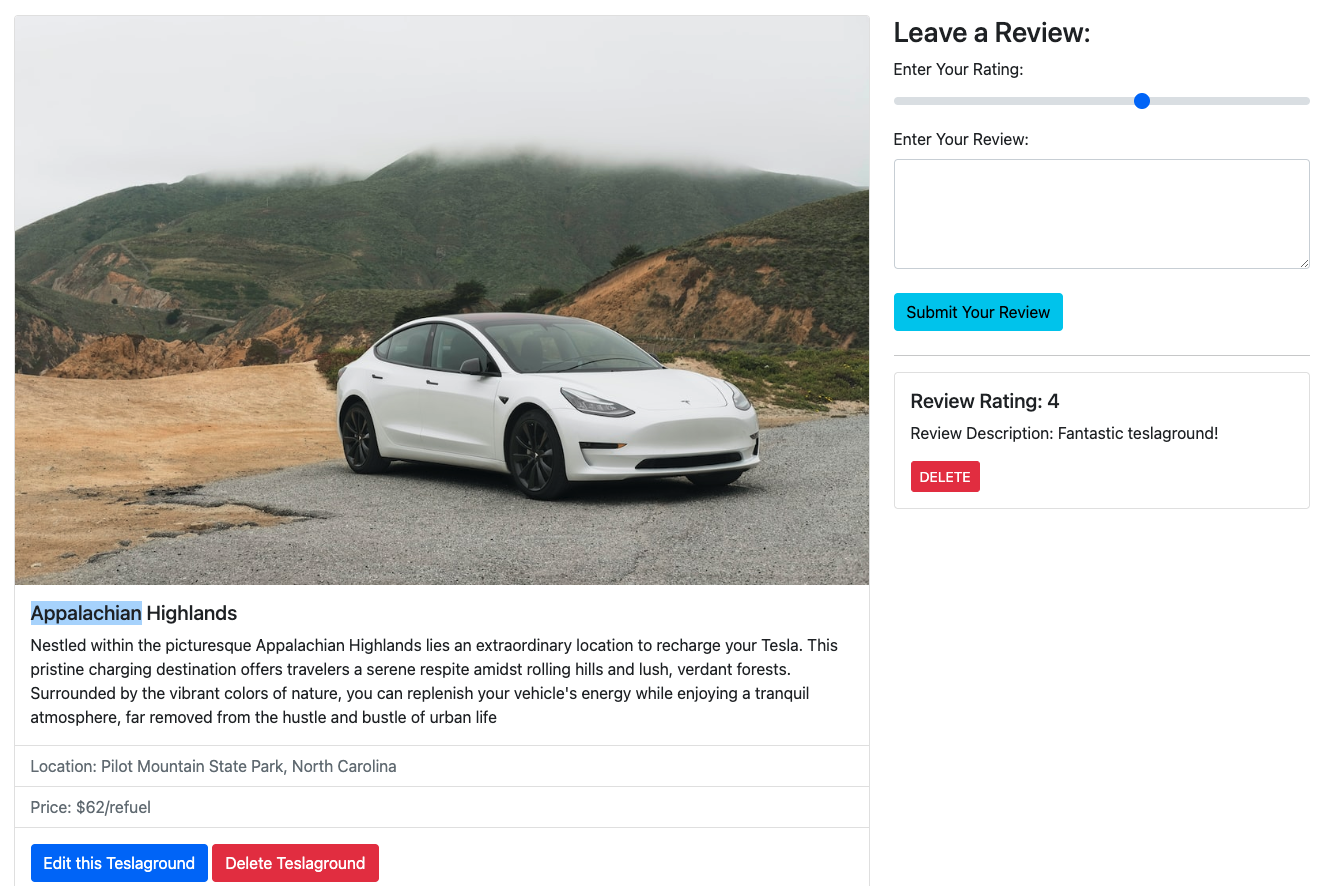 Leave a Review:
Enter Your Rating:
Enter Your Review:
Submit Your Review
Review Rating: 4
Review Description: Fantastic teslaground!
DELETE
Appalachian Highlands
Nestled within the picturesque Appalachian Highlands lies an extraordinary location to recharge your Tesla. This
pristine charging destination offers travelers a serene respite amidst rolling hills and lush, verdant forests.
Surrounded by the vibrant colors of nature, you can replenish your vehicle's energy while enjoying a tranquil
atmosphere, far removed from the hustle and bustle of urban life
Location: Pilot Mountain State Park, North Carolina
Price: $62/refuel
Edit this Teslaground Delete Teslaground